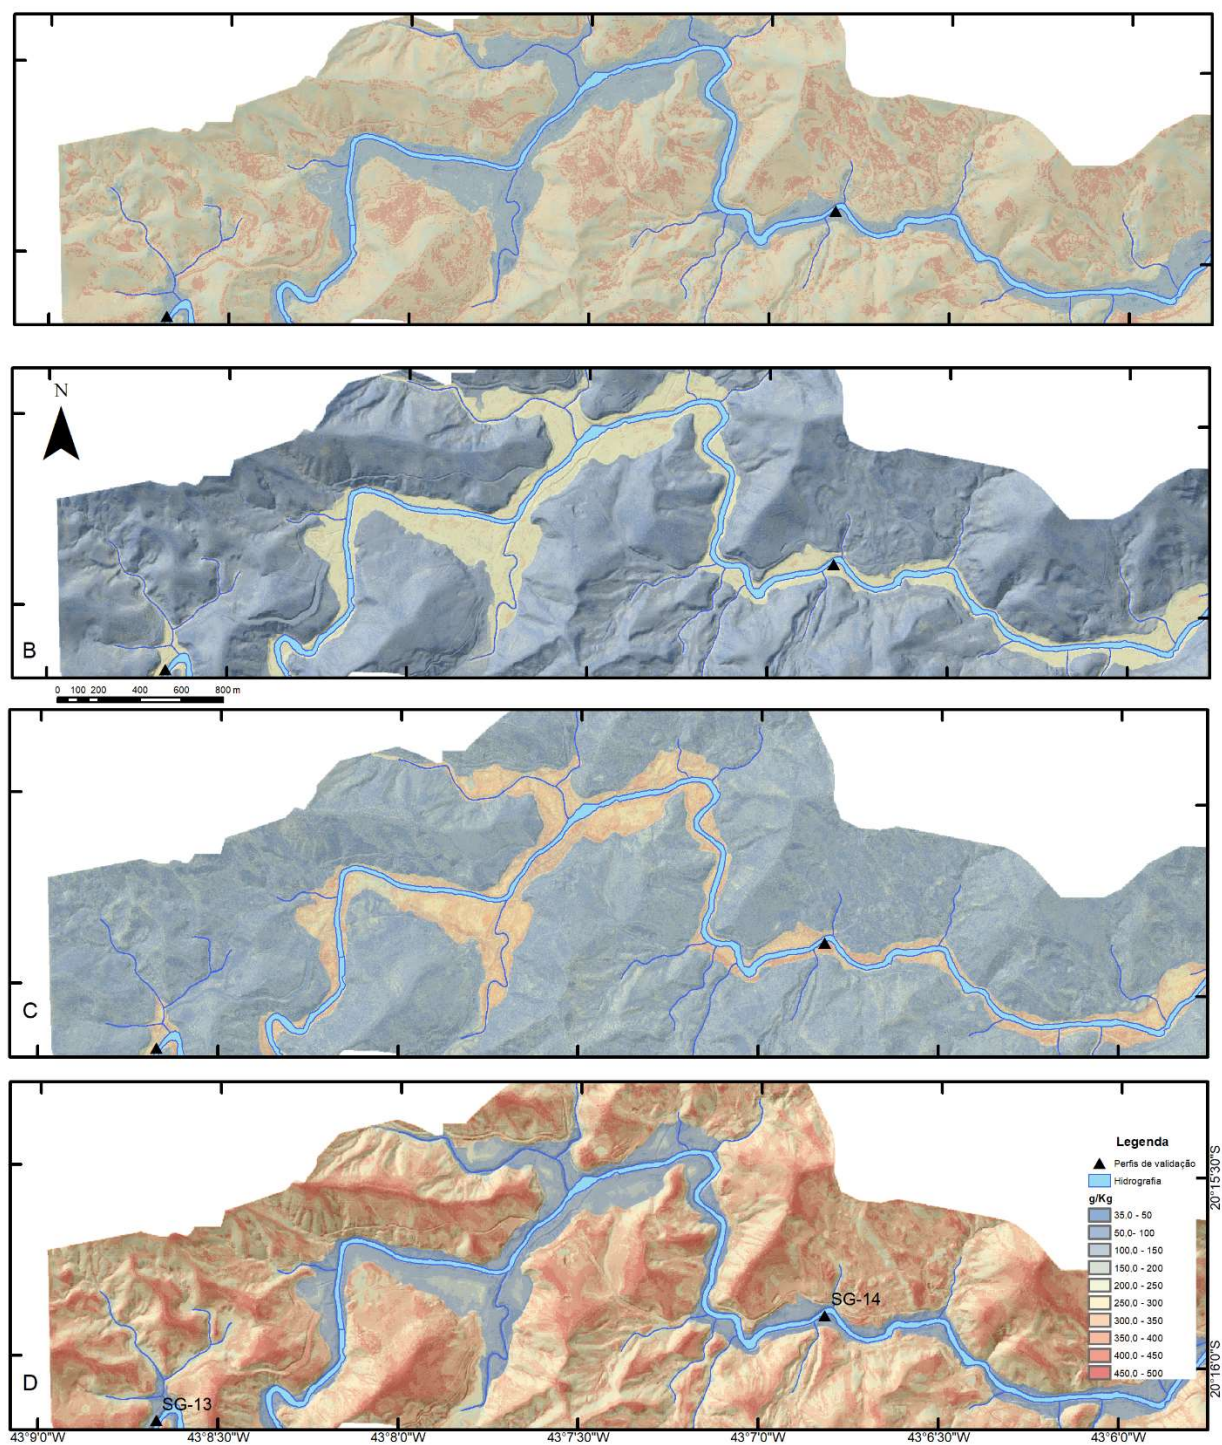 N
B
0 100 200 400 600 800 m
C
Legenda
Perfis de validação
Hidrografia
g/Kg
35.0 - 50
50.0- 100
100.0 - 150
150.0 - 200
200.0 - 250
250.0 - 300
300.0 - 350
350.0 - 400
400.0 - 450
450.0 - 500
20°15'30"S
SG-14
20°16'0"S
D
SG-13
43°9'0"W 43°8'30"W 43°8'0"W 43°7'30"W 43°7'0"W 43°6'30"W 43°6'0"W